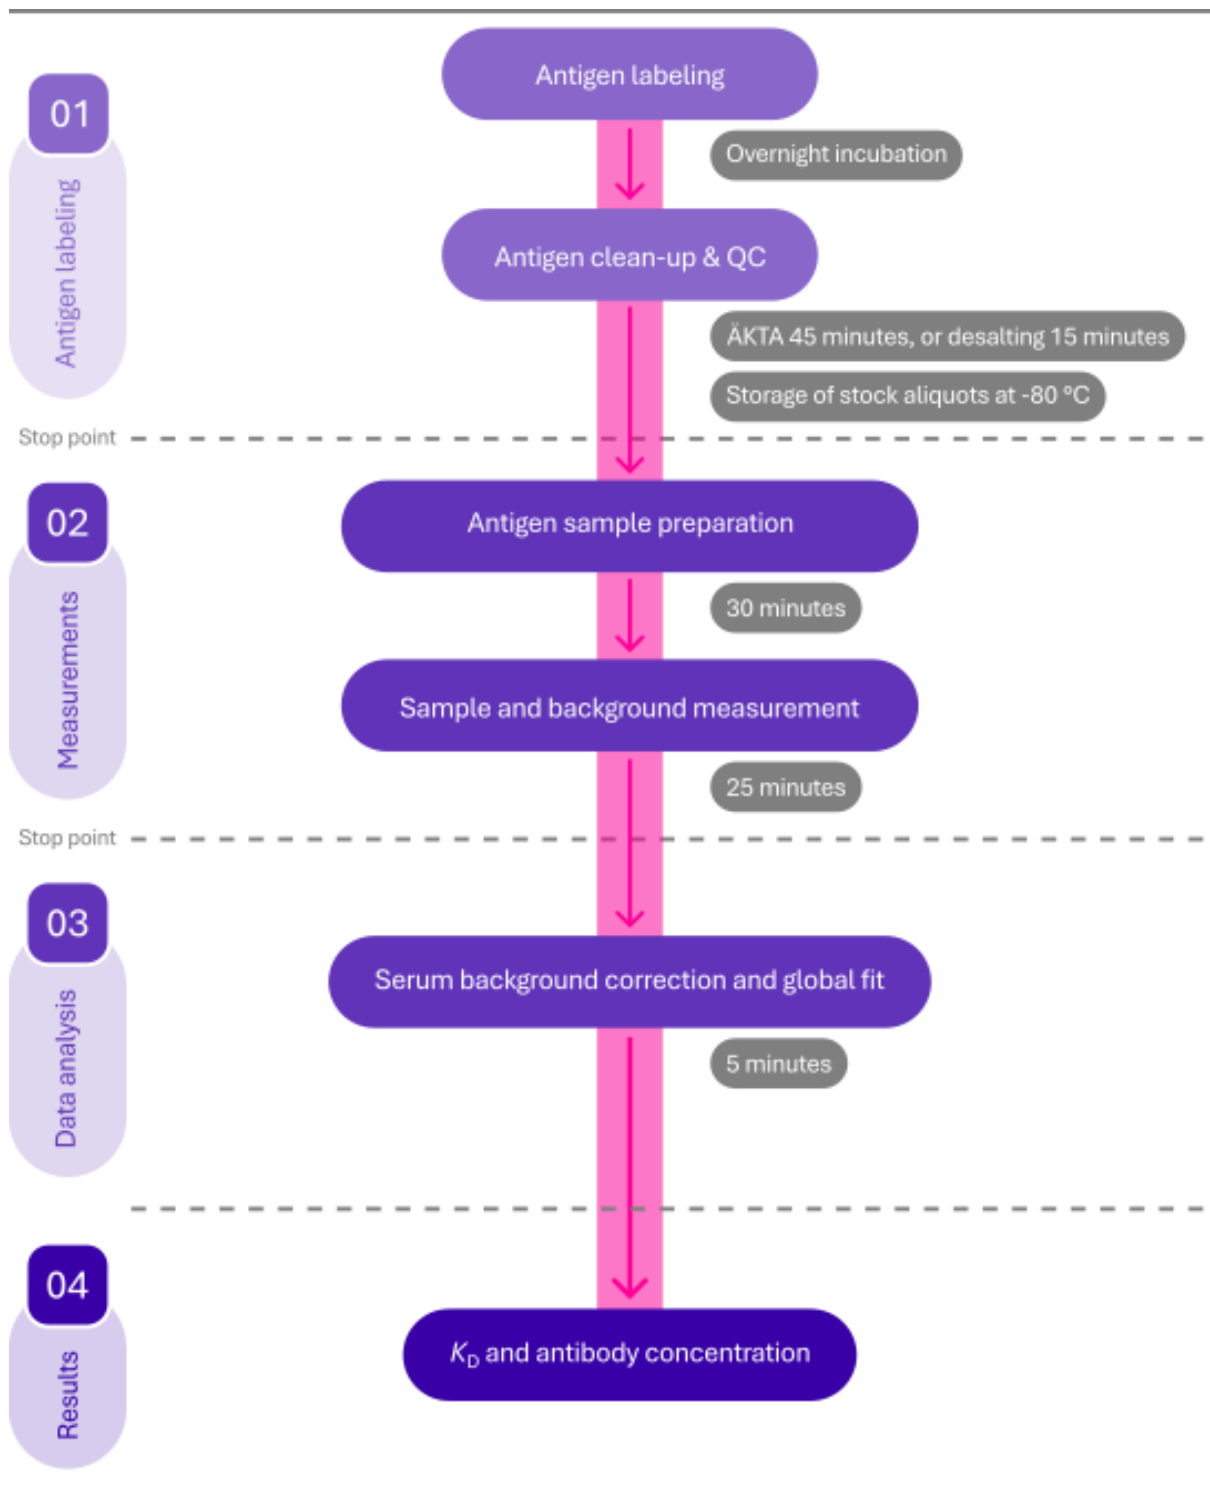 01
Antigen labeling
Antigen labeling
Overnight incubation
Antigen clean-up & QC
ÄKTA 45 minutes, or desalting 15 minutes
Storage of stock aliquots at -80 °C
Stop point
02
Measurements
Antigen sample preparation
30 minutes
Sample and background measurement
25 minutes
Stop point
03
Data analysis
Serum background correction and global fit
5 minutes
04
Results
KD and antibody concentration